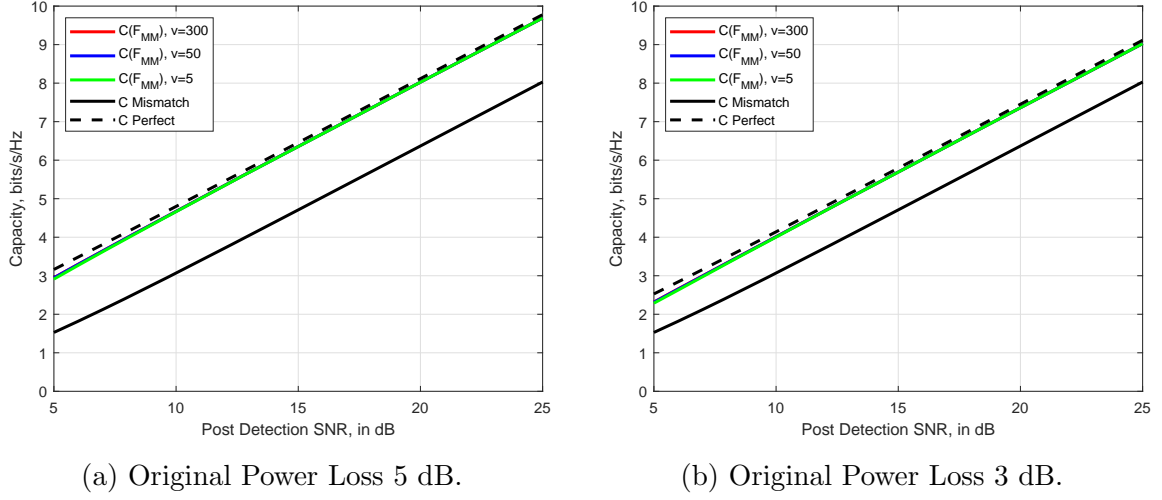 10
9
8
7
6
5
4
3
2
1
0
Capacity, bits/s/Hz
C(F_MM), v=300
C(F_MM), v=50
C(F_MM), v=5
C Mismatch
C Perfect
5 10 15 20 25
Post Detection SNR, in dB
(a) Original Power Loss 5 dB.
10
9
8
7
6
5
4
3
2
1
0
Capacity, bits/s/Hz
C(F_MM), v=300
C(F_MM), v=50
C(F_MM), v=5
C Mismatch
C Perfect
5 10 15 20 25
Post Detection SNR, in dB
(b) Original Power Loss 3 dB.